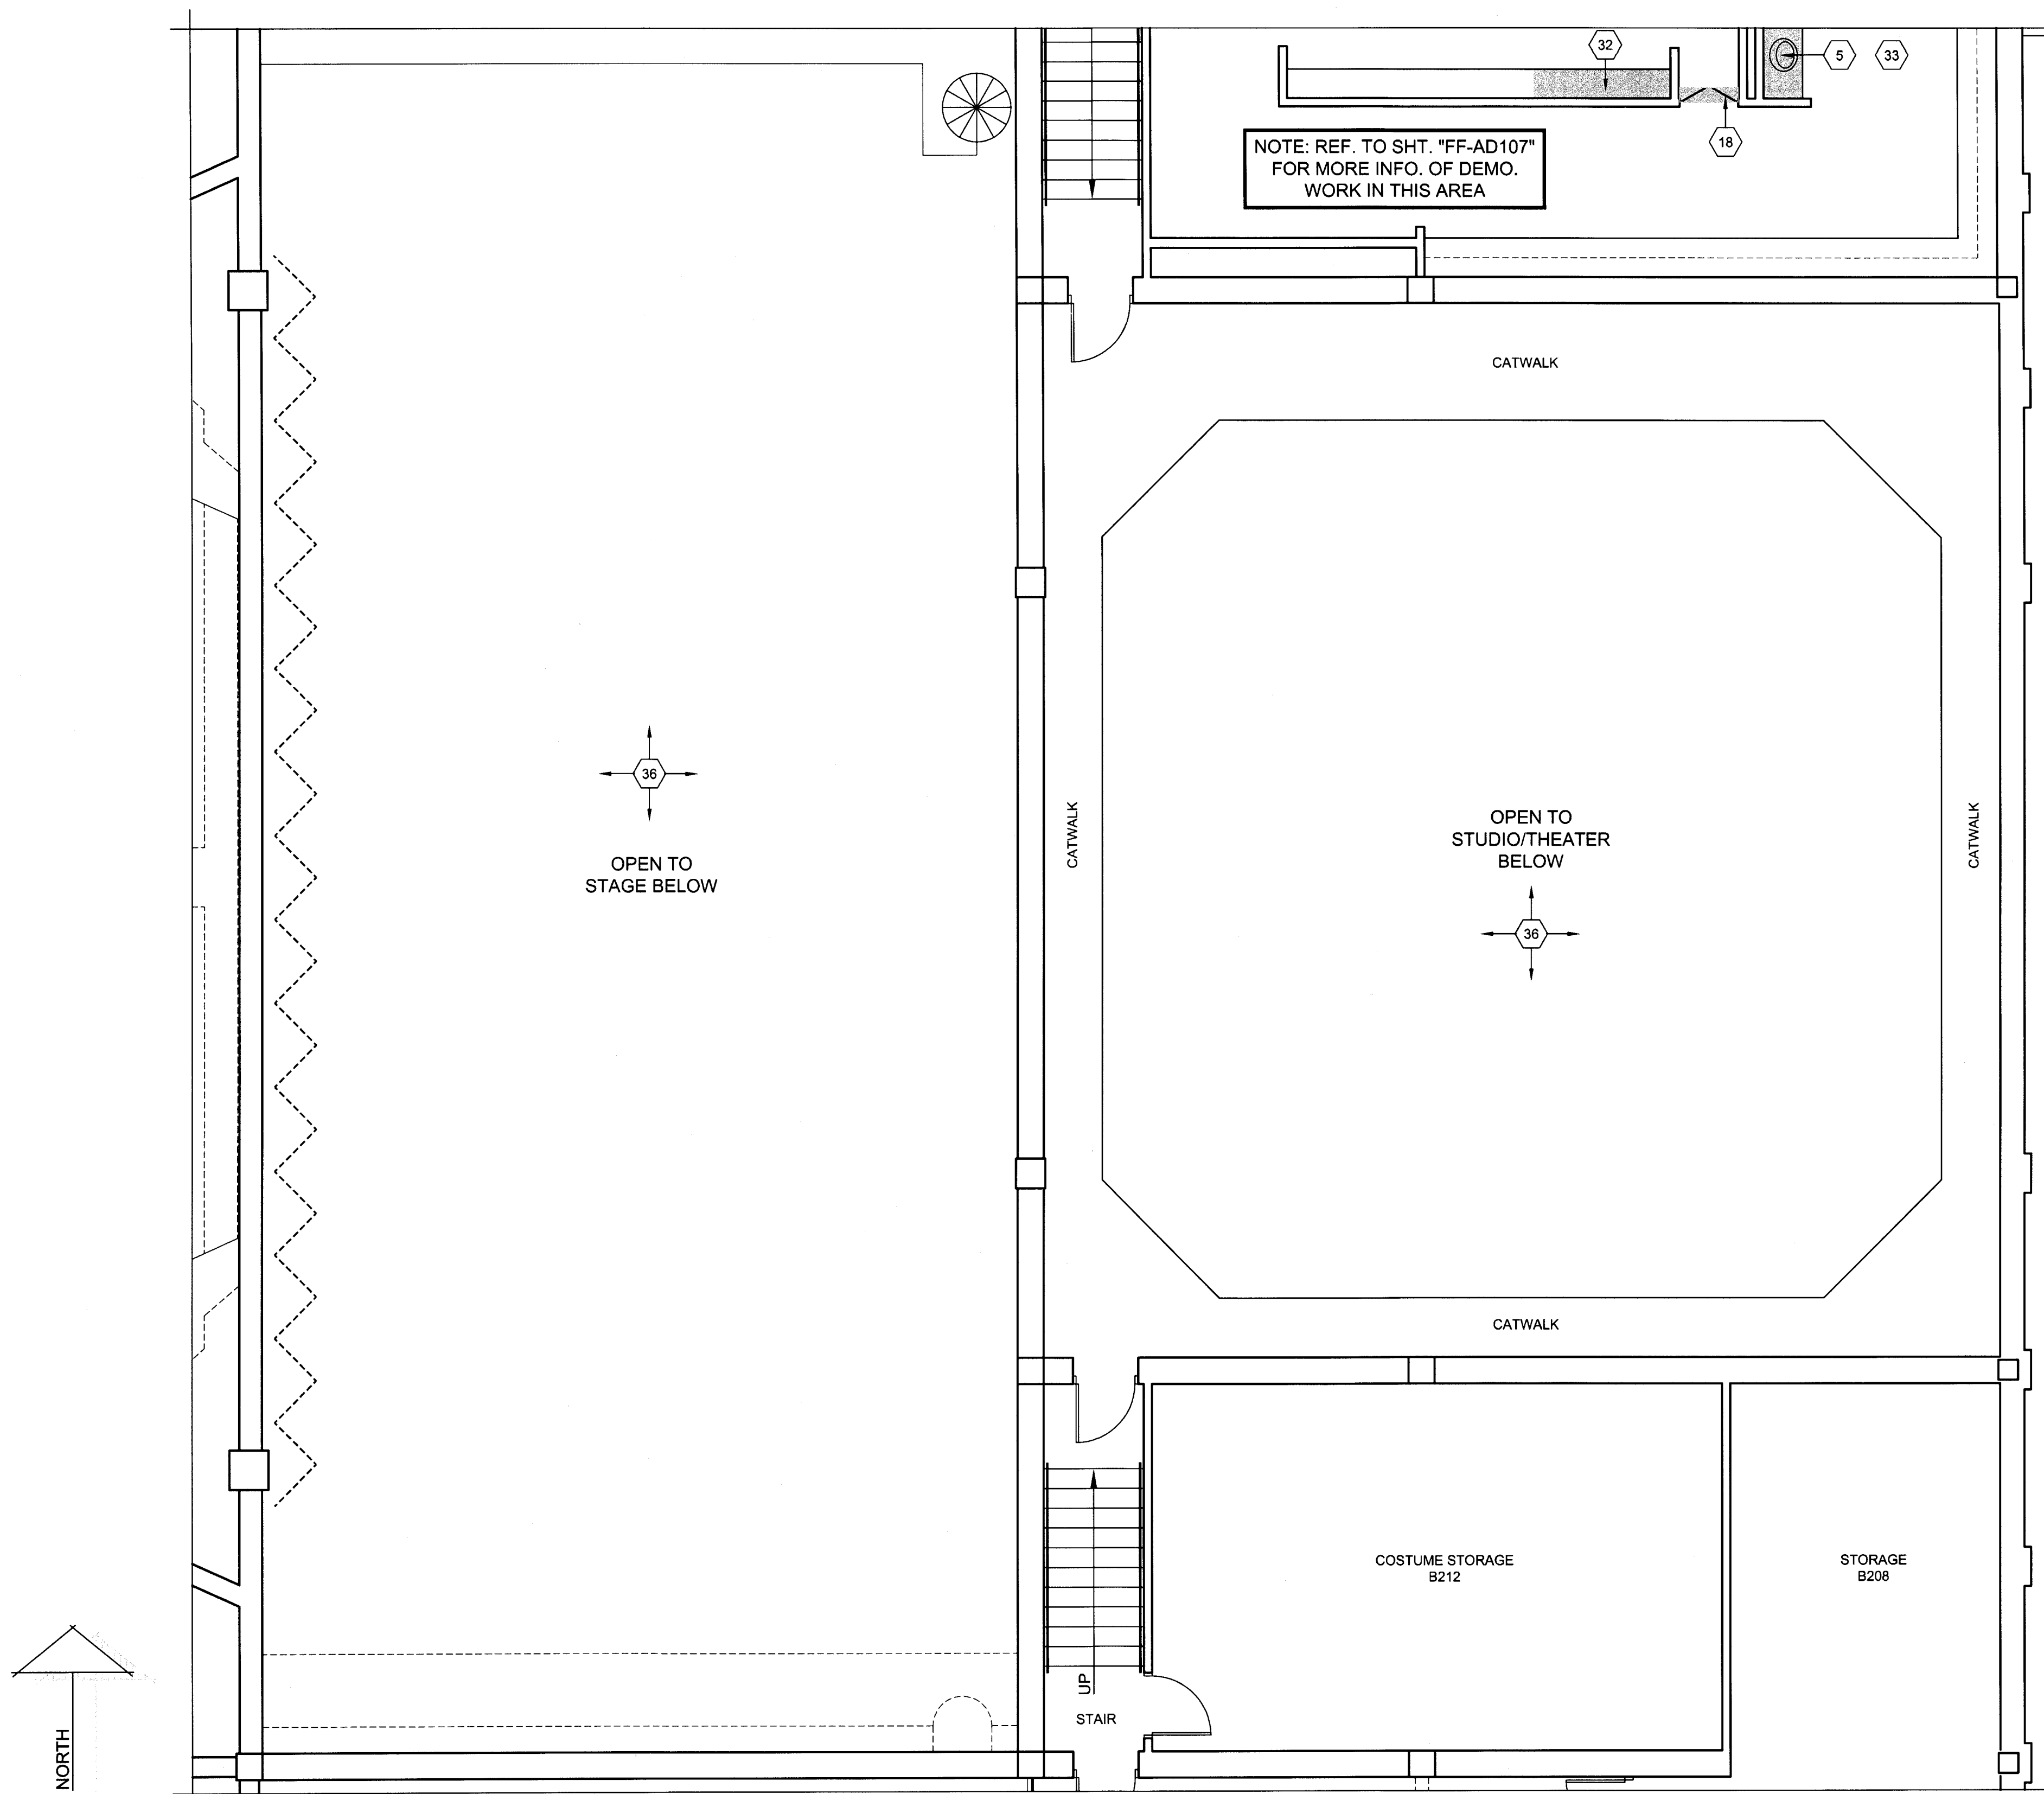 32
5
33
18
NOTE: REF. TO SHT. "FF-AD107"
FOR MORE INFO. OF DEMO.
WORK IN THIS AREA
CATWALK
36
OPEN TO
STAGE BELOW
CATWALK
OPEN TO
STUDIO/THEATER
BELOW
36
CATWALK
CATWALK
COSTUME STORAGE
B212
STORAGE
B208
UP
STAIR
NORTH